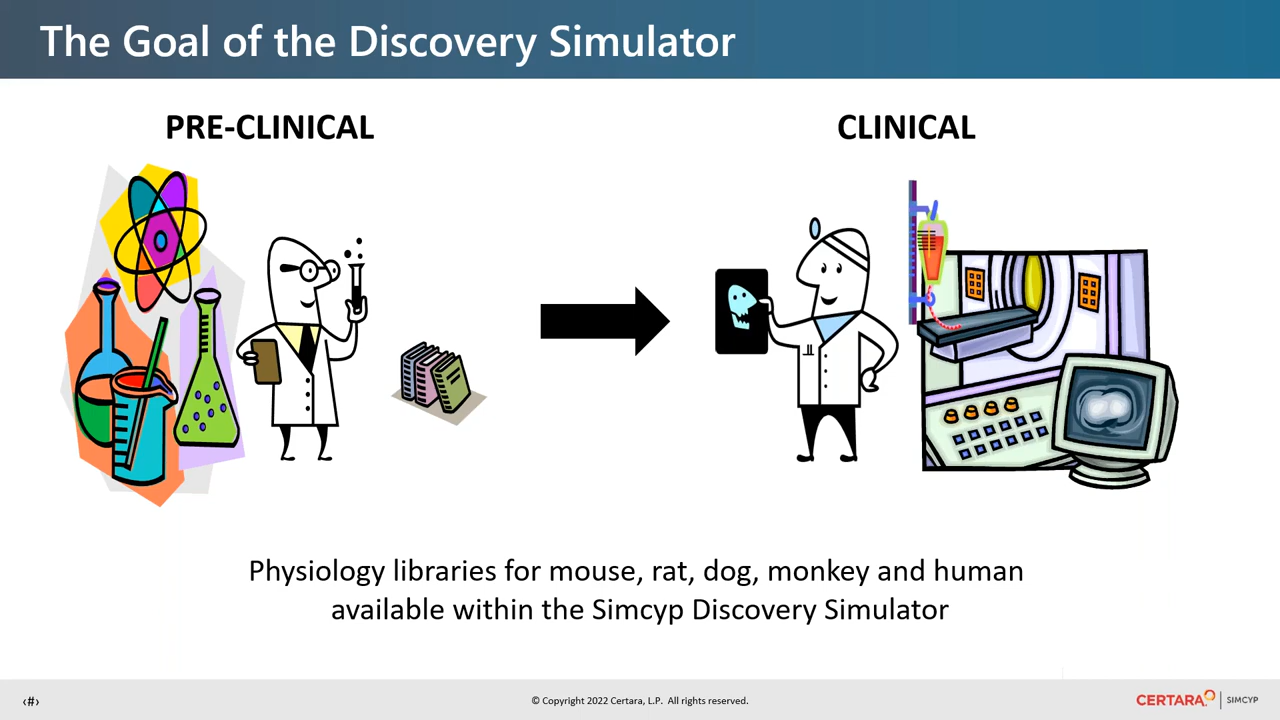 The Goal of the Discovery Simulator
PRE-CLINICAL
CLINICAL
Physiology libraries for mouse, rat, dog, monkey and human
available within the Simcyp Discovery Simulator
‹#›
© Copyright 2022 Certara, L.P. All rights reserved.
CERTARA | SIMCYP